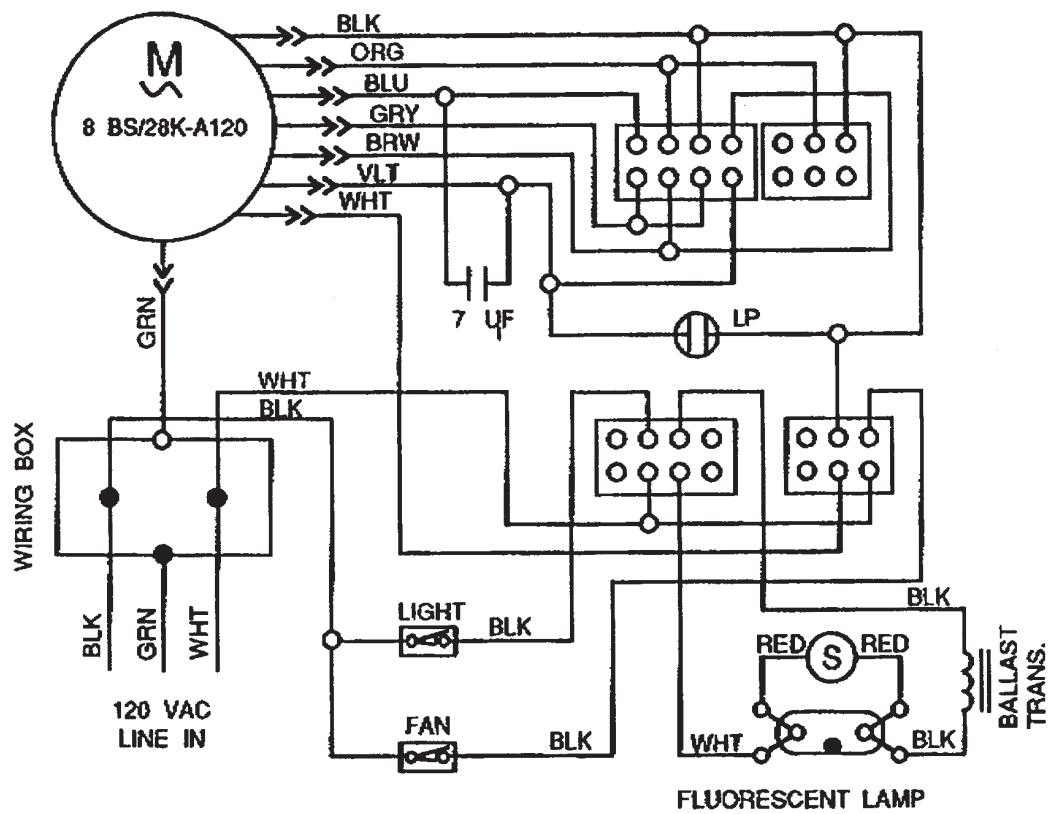 M
8 BS/28K-A120
BLK
ORG
BLU
GRY
BRW
VLT
WHT
GRN
7 UF
LP
WHT
BLK
WIRING BOX
BLK
GRN
WHT
120 VAC
LINE IN
LIGHT
BLK
FAN
BLK
BLK
RED
S
RED
WHT
BLK
BALLAST
TRANS.
FLUORESCENT LAMP